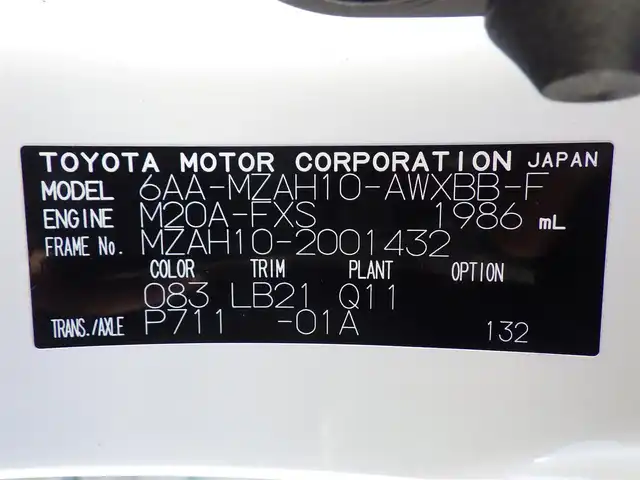 TOYOTA MOTOR CORPORATION JAPAN
MODEL 6AA-MZAH10-AWXBB-F
ENGINE M20A-FXS 1986 mL
FRAME No. MZAH10-2001432
COLOR TRIM PLANT OPTION
083 LB21 Q11
TRANS./AXLE P711 -01A 132